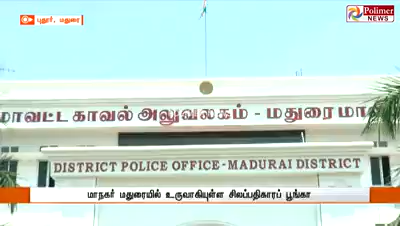 புதூர், மதுரை
Polimer
NEWS
மாவட்ட காவல் அலுவலகம் - மதுரை மா
DISTRICT POLICE OFFICE - MADURAI DISTRICT
மாநகர் மதுரையில் உருவாகியுள்ள சிலப்பதிகாரப் பூங்கா